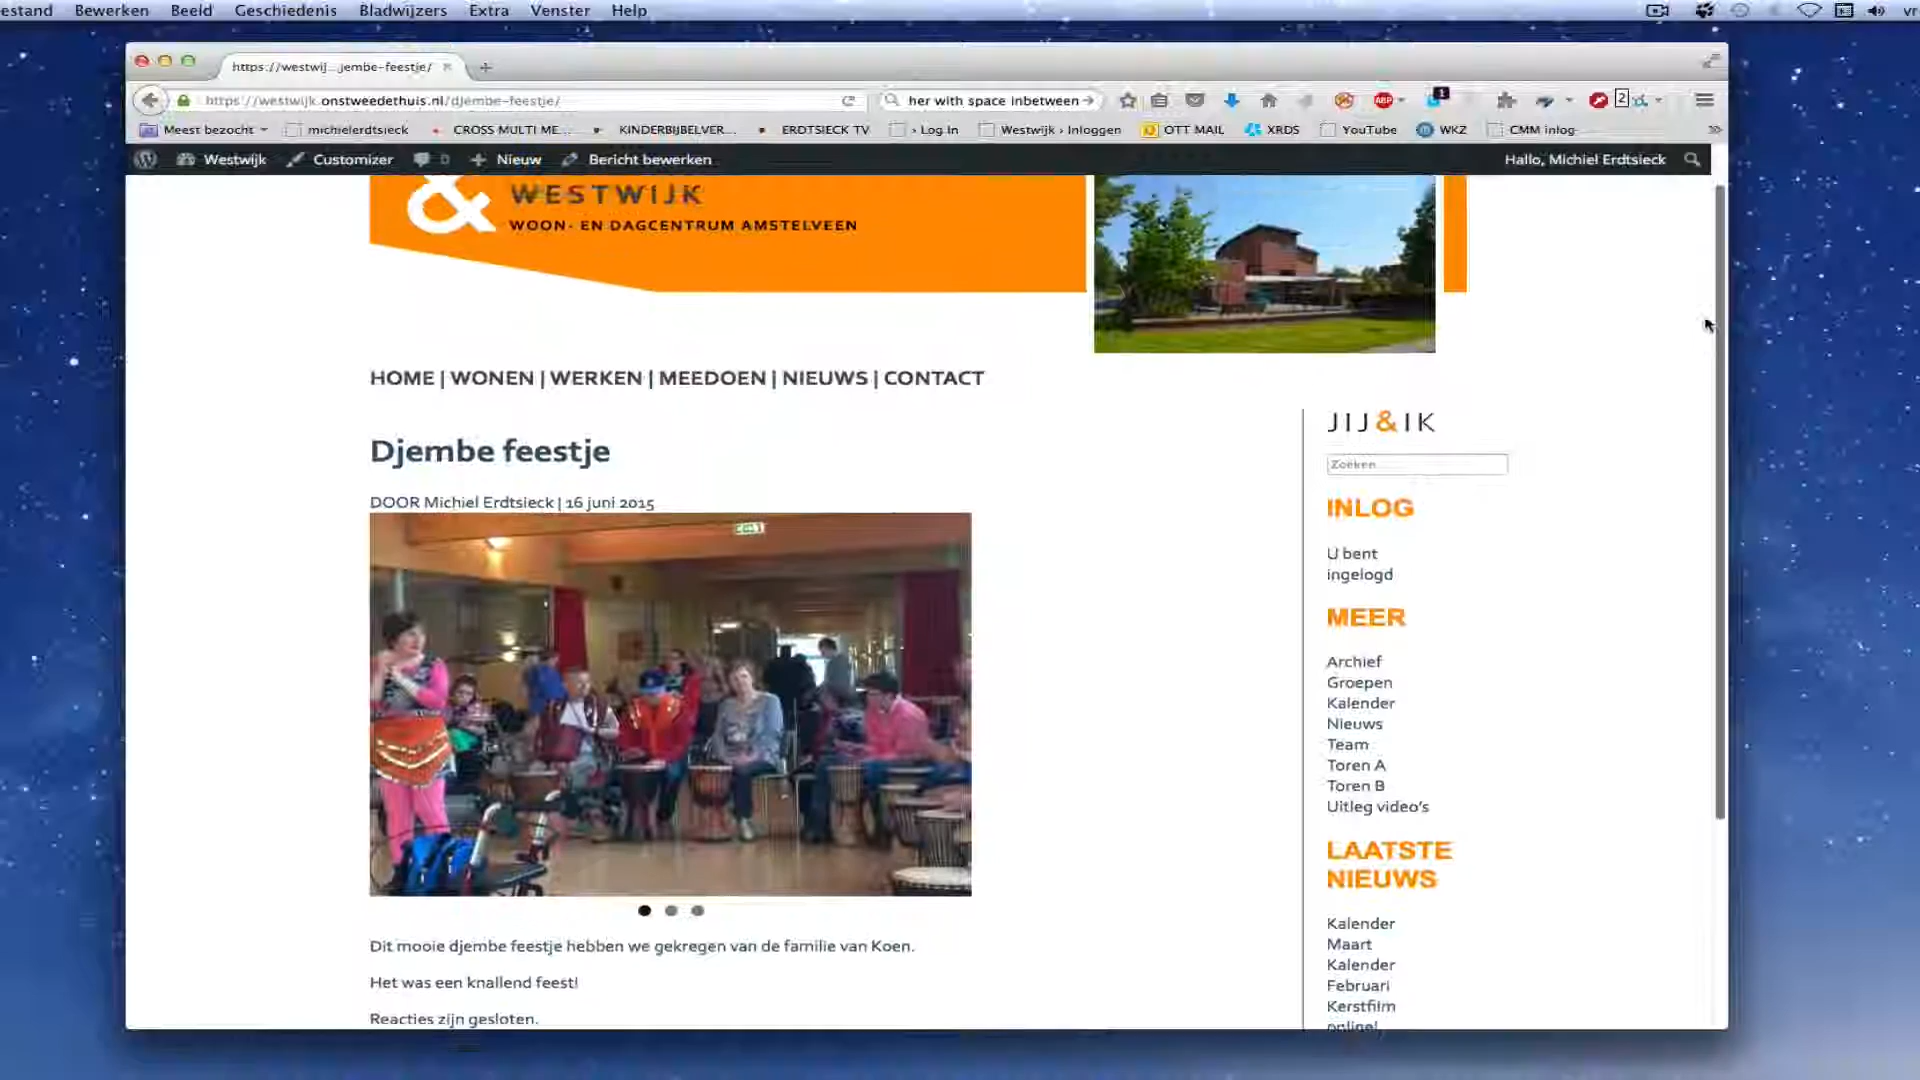 estand Bewerken Beeld Geschiedenis Bladwijzers Extra Venster Help vr
https://westwij...jembe-feestje/
https://westwijk.onstweedethuis.nl/djembe-feestje/ her with space inbetween ABP 1 2
Meest bezocht michielerdtsieck CROSS MULTI ME... KINDERBIJBELVER... ERDTSIECK TV › Log In Westwijk › Inloggen OTT MAIL XRDS YouTube WKZ CMM inlog
Westwijk Customizer 0 Nieuw Bericht bewerken Hallo, Michiel Erdtsieck
& WESTWIJK
WOON- EN DAGCENTRUM AMSTELVEEN
HOME | WONEN | WERKEN | MEEDOEN | NIEUWS | CONTACT
Djembe feestje
DOOR Michiel Erdtsieck | 16 juni 2015
Dit mooie djembe feestje hebben we gekregen van de familie van Koen.
Het was een knallend feest!
Reacties zijn gesloten.
JIJ&IK
Zoeken …
INLOG
U bent
ingelogd
MEER
Archief
Groepen
Kalender
Nieuws
Team
Toren A
Toren B
Uitleg video's
LAATSTE
NIEUWS
Kalender
Maart
Kalender
Februari
Kerstfilm
online!